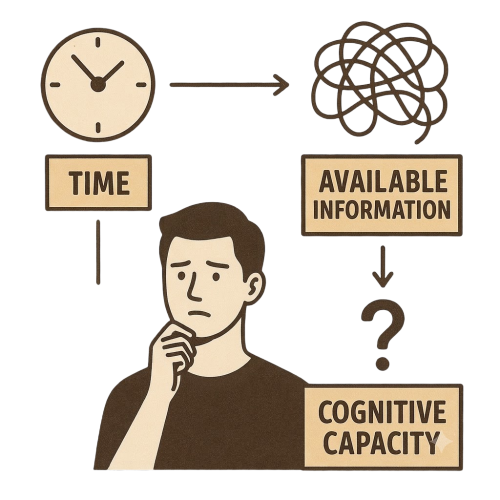 TIME
AVAILABLE
INFORMATION
?
COGNITIVE
CAPACITY